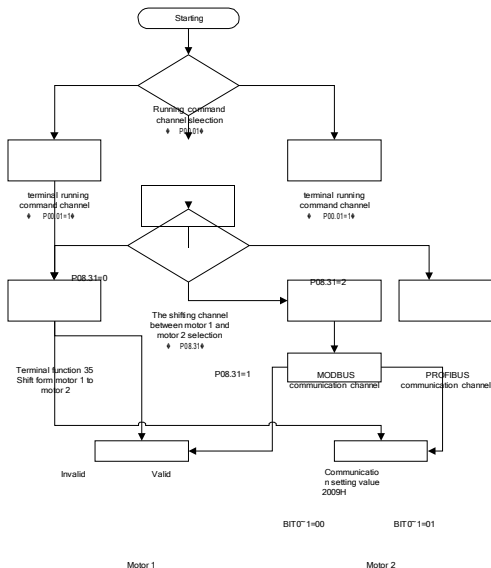 Starting
Running command
channel sleection
P00.01
terminal running
command channel
P00.01=1
terminal running
command channel
P00.01=1
P08.31=0
The shifting channel
between motor 1 and
motor 2 selection
P08.31
P08.31=2
Terminal function 35
Shift form motor 1 to
motor 2
P08.31=1
MODBUS
communication channel
PROFIBUS
communication channel
Invalid
Valid
Communicatio
n setting value
2009H
BIT0~1=00
BIT0~1=01
Motor 1
Motor 2